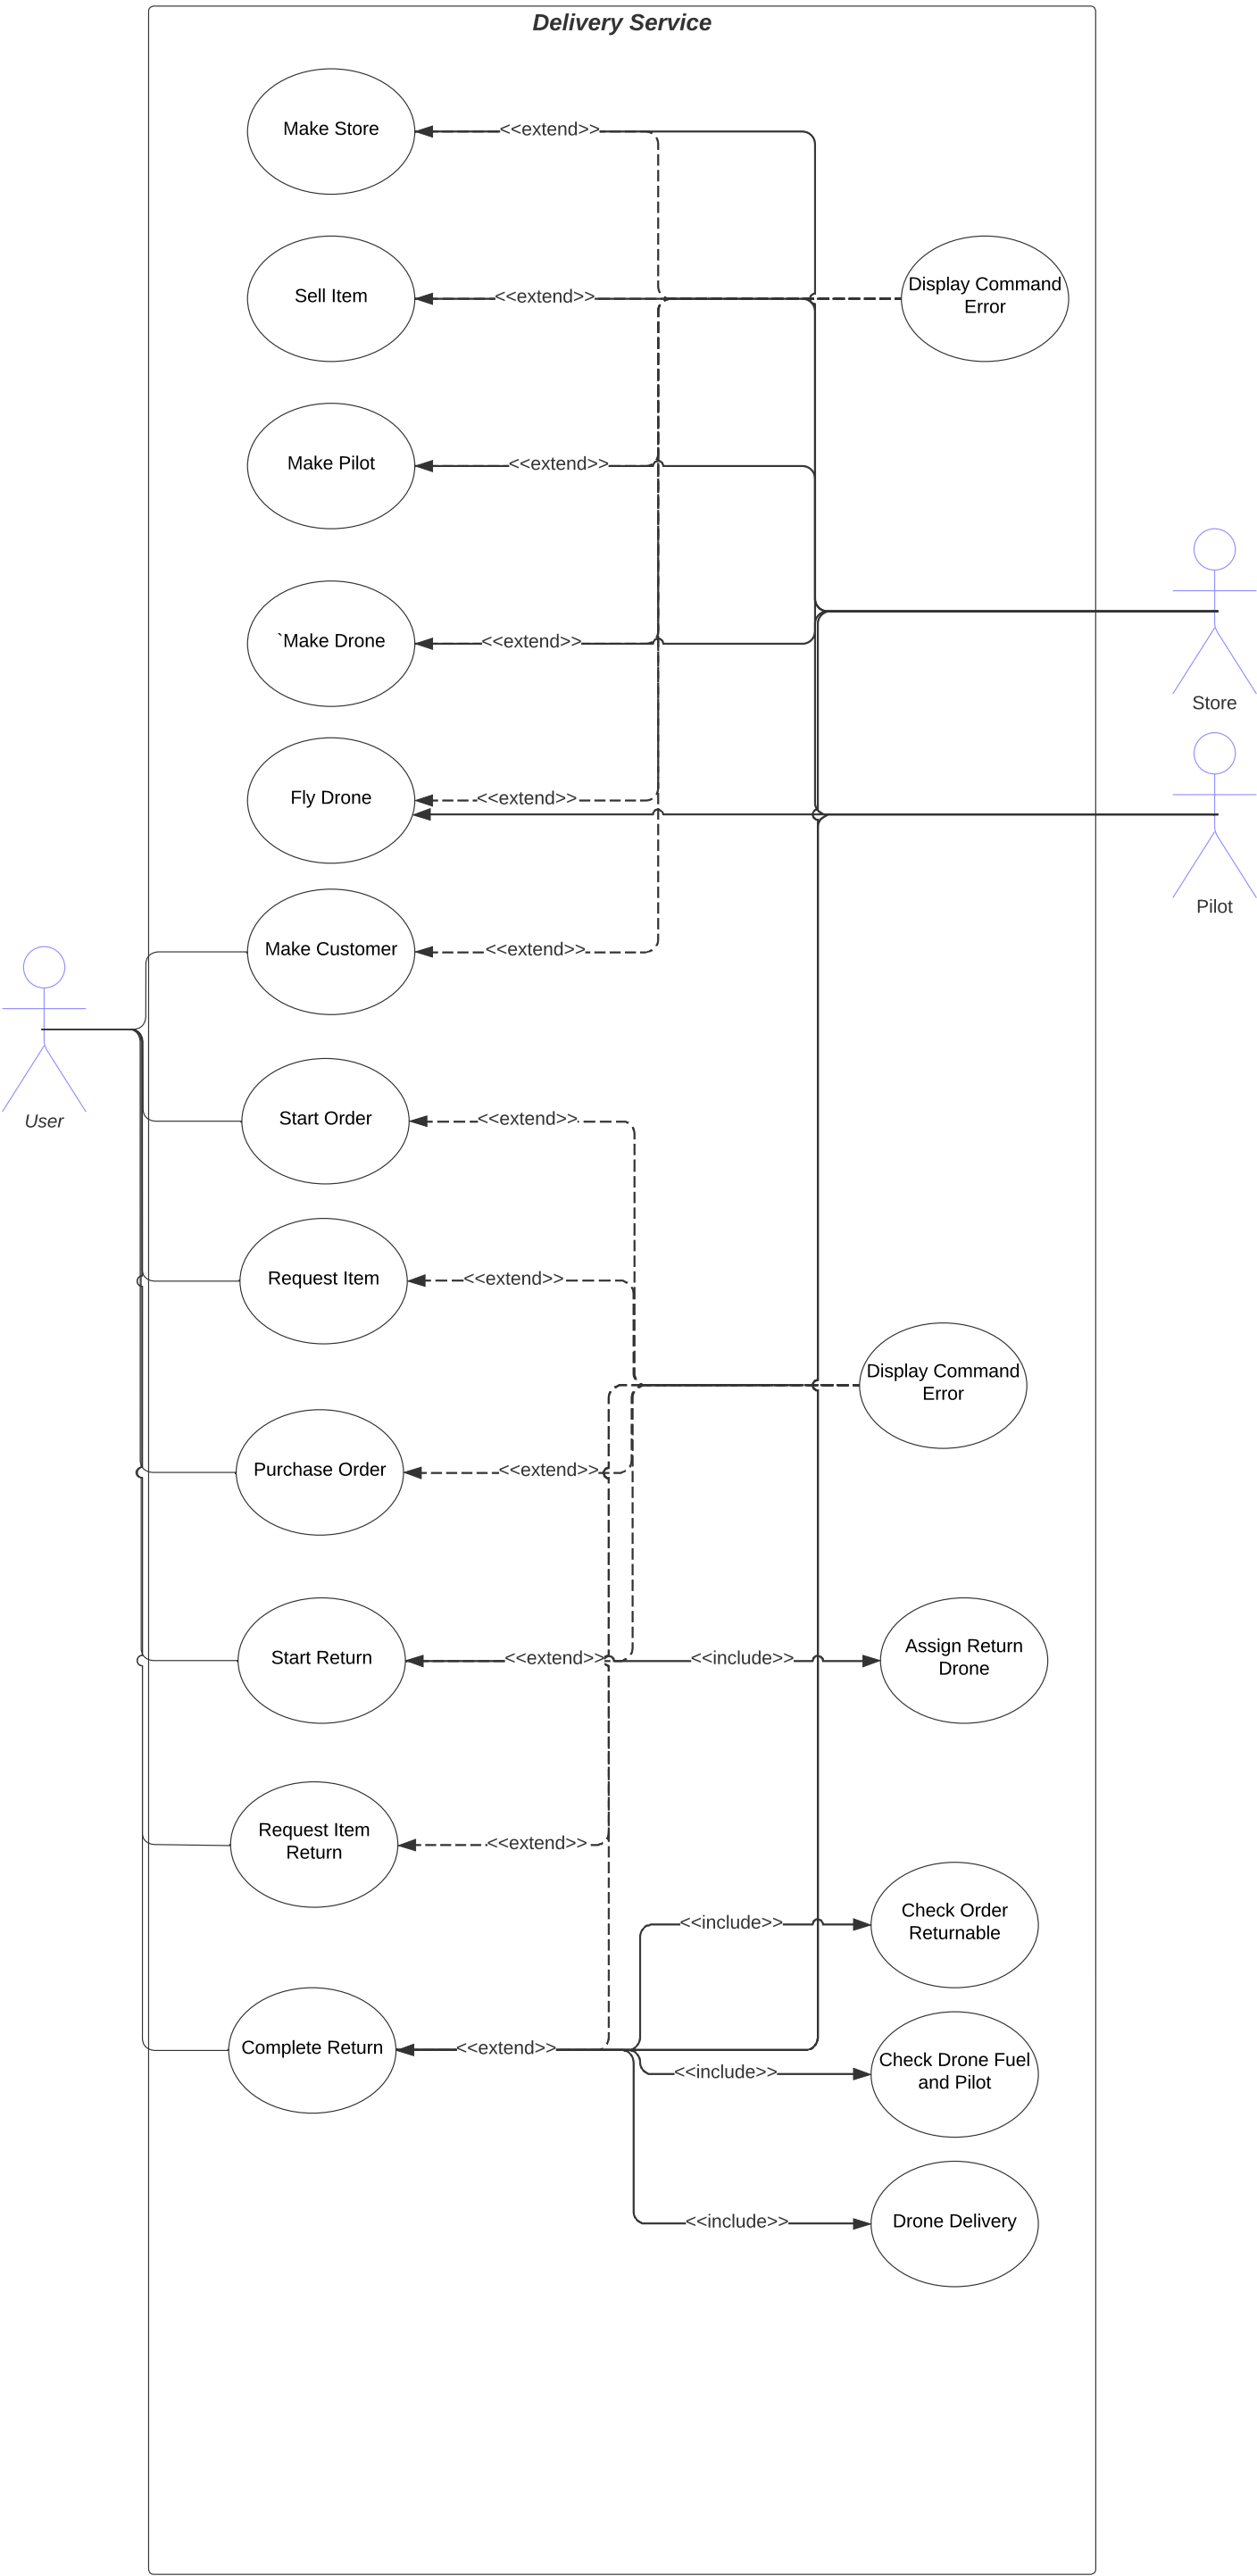 Delivery Service
Make Store
<<extend>>
Sell Item
<<extend>>
Display Command
Error
Make Pilot
<<extend>>
`Make Drone
<<extend>>
Store
Fly Drone
<<extend>>
Pilot
Make Customer
<<extend>>
User
Start Order
<<extend>>
Request Item
<<extend>>
Display Command
Error
Purchase Order
<<extend>>
Start Return
<<extend>>
<<include>>
Assign Return
Drone
Request Item
Return
<<extend>>
<<include>>
Check Order
Returnable
Complete Return
<<extend>>
<<include>>
Check Drone Fuel
and Pilot
<<include>>
Drone Delivery